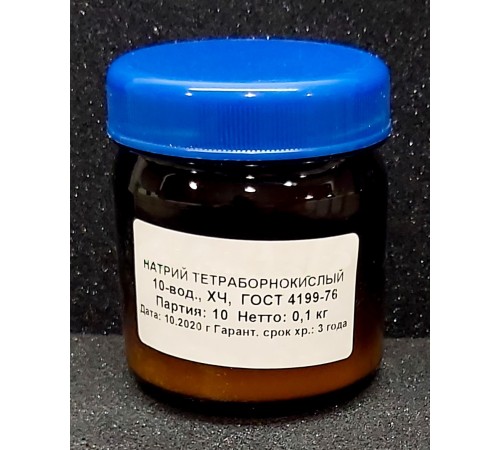 НАТРИЙ ТЕТРАБОРНОКИСЛЫЙ
10-вод., ХЧ, ГОСТ 4199-76
Партия: 10 Нетто: 0,1 кг
Дата: 10.2020 г Гарант. срок хр.: 3 года